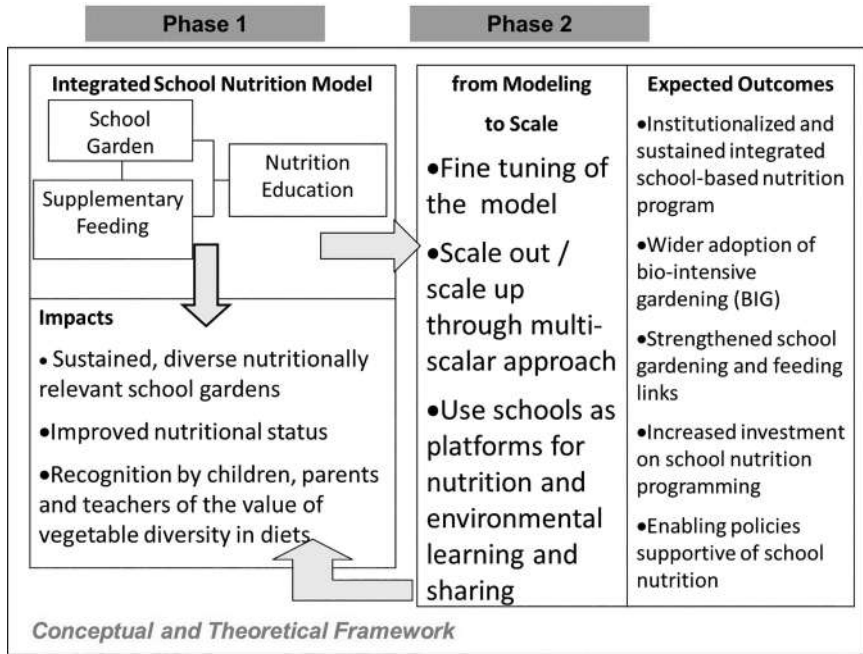 Phase 1
Phase 2
Integrated School Nutrition Model
School
Garden
Nutrition
Education
Supplementary
Feeding
Impacts
• Sustained, diverse nutritionally
relevant school gardens
•Improved nutritional status
•Recognition by children, parents
and teachers of the value of
vegetable diversity in diets
from Modeling
to Scale
•Fine tuning of
the model
•Scale out /
scale up
through multi-
scalar approach
•Use schools as
platforms for
nutrition and
environmental
learning and
sharing
Expected Outcomes
•Institutionalized and
sustained integrated
school-based nutrition
program
•Wider adoption of
bio-intensive
gardening (BIG)
•Strengthened school
gardening and feeding
links
•Increased investment
on school nutrition
programming
•Enabling policies
supportive of school
nutrition
Conceptual and Theoretical Framework